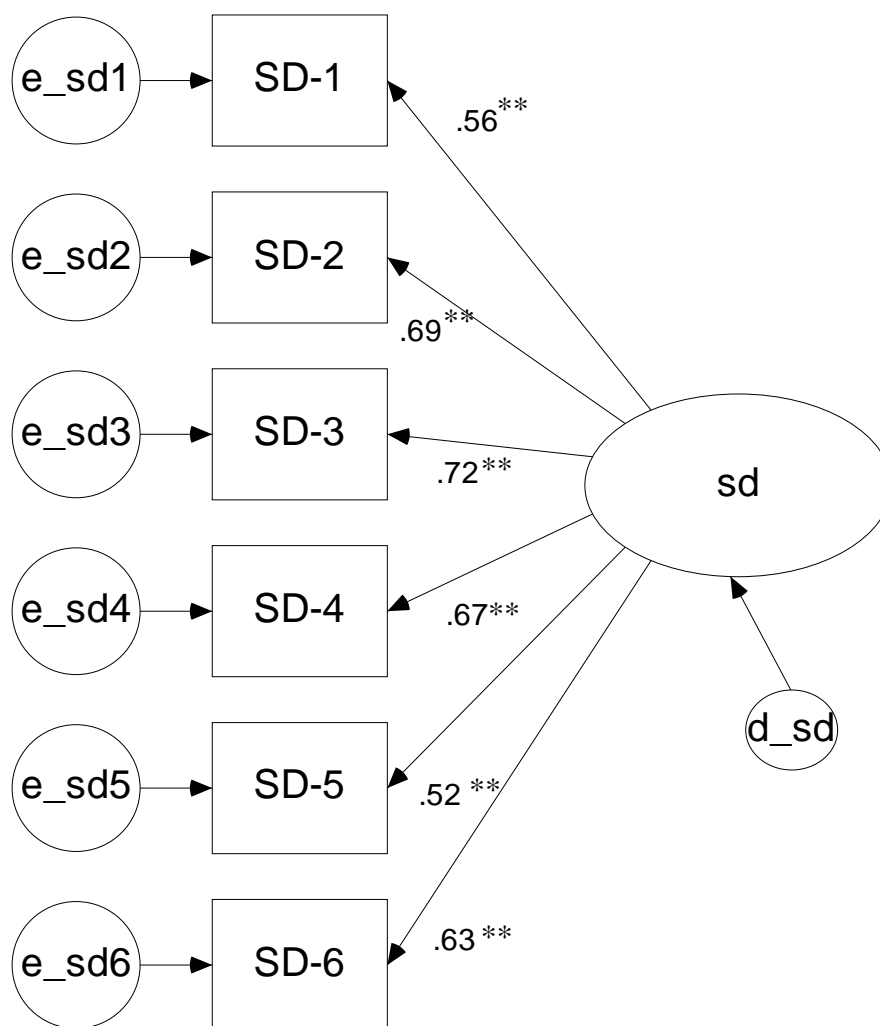 e_sd1
SD-1
.56**
e_sd2
SD-2
.69**
e_sd3
SD-3
.72**
sd
e_sd4
SD-4
.67**
d_sd
e_sd5
SD-5
.52 **
e_sd6
SD-6
.63 **